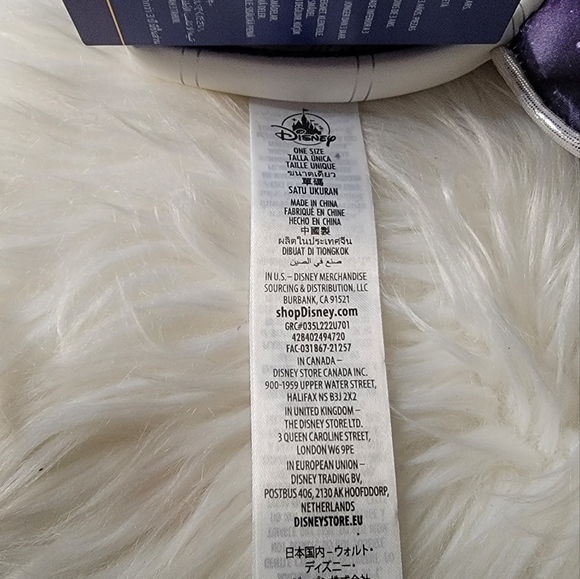 Disney
ONE SIZE
TALLA ÚNICA
TAILLE UNIQUE
ขนาดเดียว
單碼
SATU UKURAN
MADE IN CHINA
FABRIQUÉ EN CHINE
HECHO EN CHINA
中國製
ผลิตในประเทศจีน
DIBUAT DI TIONGKOK
صنع في الصين
IN U.S. – DISNEY MERCHANDISE
SOURCING & DISTRIBUTION, LLC
BURBANK, CA 91521
shopDisney.com
GRC#035L222U701
428402494720
FAC-031867-21257
IN CANADA –
DISNEY STORE CANADA INC.
900-1959 UPPER WATER STREET,
HALIFAX NS B3J 2X2
IN UNITED KINGDOM –
THE DISNEY STORE LTD.
3 QUEEN CAROLINE STREET,
LONDON W6 9PE
IN EUROPEAN UNION –
DISNEY TRADING BV,
POSTBUS 406, 2130 AK HOOFDDORP,
NETHERLANDS
DISNEYSTORE.EU
日本国内－ウォルト・
ディズニー・